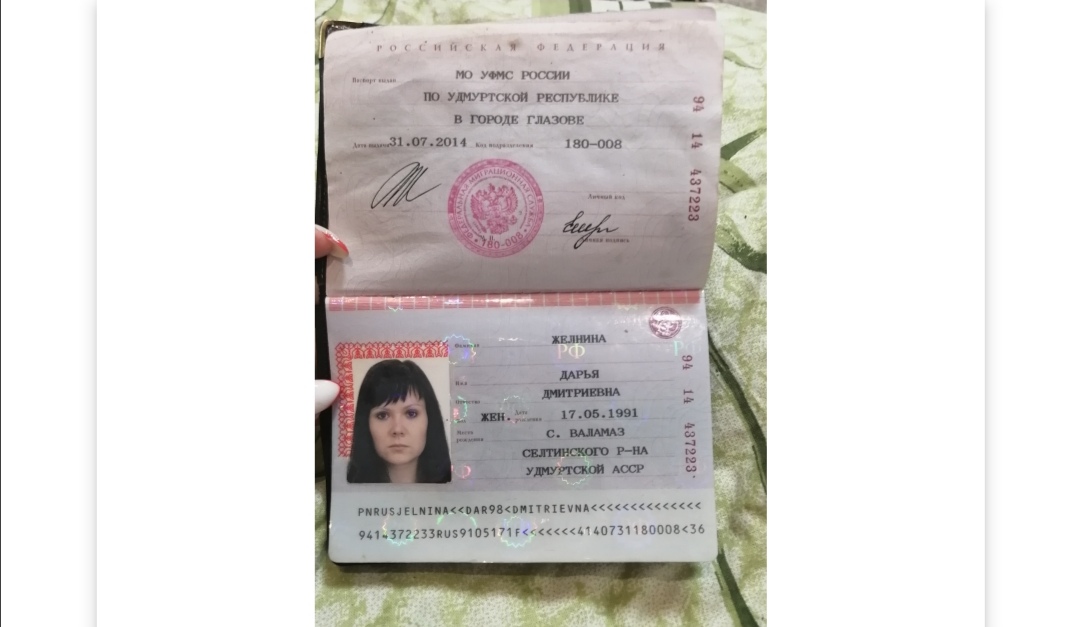 РОССИЙСКАЯ ФЕДЕРАЦИЯ
Паспорт выдан МО УФМС РОССИИ
ПО УДМУРТСКОЙ РЕСПУБЛИКЕ
В ГОРОДЕ ГЛАЗОВЕ
Дата выдачи 31.07.2014 Код подразделения 180-008
94 14 437223
ФЕДЕРАЛЬНАЯ МИГРАЦИОННАЯ СЛУЖБА
180-008
Личный код
подпись
Фамилия ЖЕЛНИНА
РФ
Имя ДАРЬЯ
Отчество ДМИТРИЕВНА
Пол ЖЕН. Дата рождения 17.05.1991
Место рождения С. ВАЛАМАЗ
СЕЛТИНСКОГО Р-НА
УДМУРТСКОЙ АССР
94 14 437223
PNRUSJELNINA<<DAR98<DMITRIEVNA<<<<<<<<<<<<<<
9414372233RUS9105171F<<<<<<<4140731180008<36